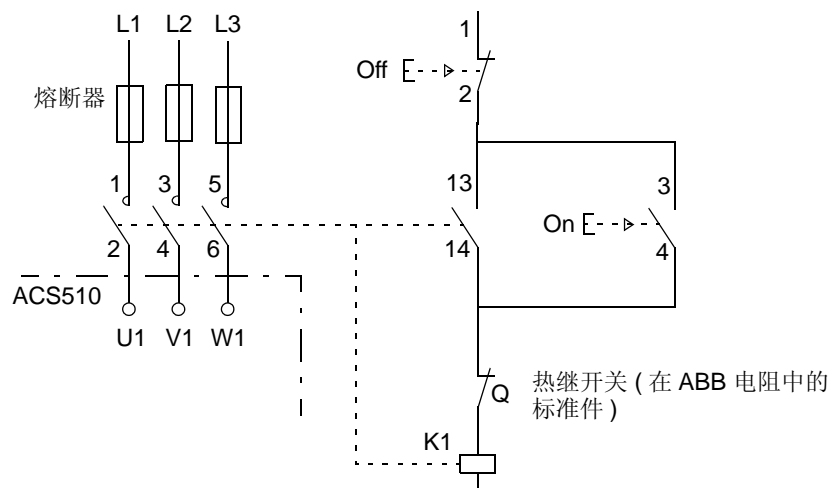 L1 L2 L3
1
Off
2
熔断器
1 3 5
13
3
On
2 4 6
14
4
ACS510
U1 V1 W1
Q
热继开关 ( 在 ABB 电阻中的
标准件 )
K1